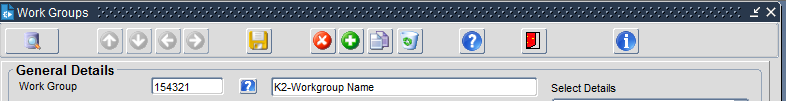 Work Groups
General Details
Work Group 154321 K2-Workgroup Name Select Details